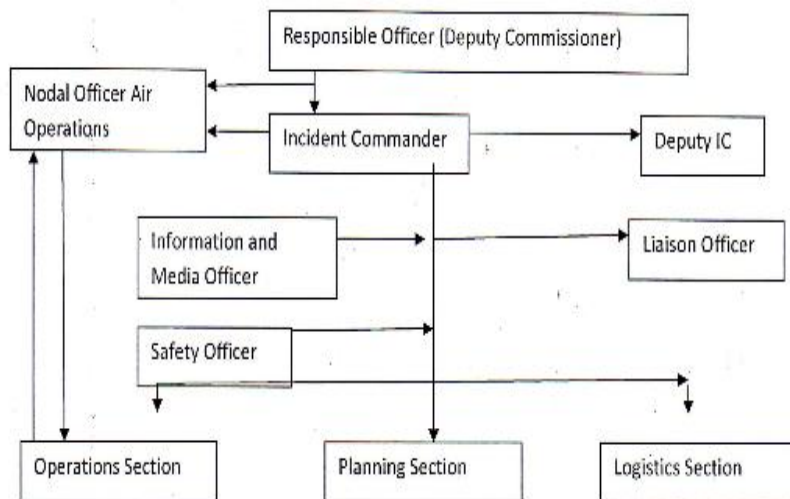 Responsible Officer (Deputy Commissioner)
Nodal Officer Air
Operations
Incident Commander
Deputy IC
Information and
Media Officer
Liaison Officer
Safety Officer
Operations Section
Planning Section
Logistics Section